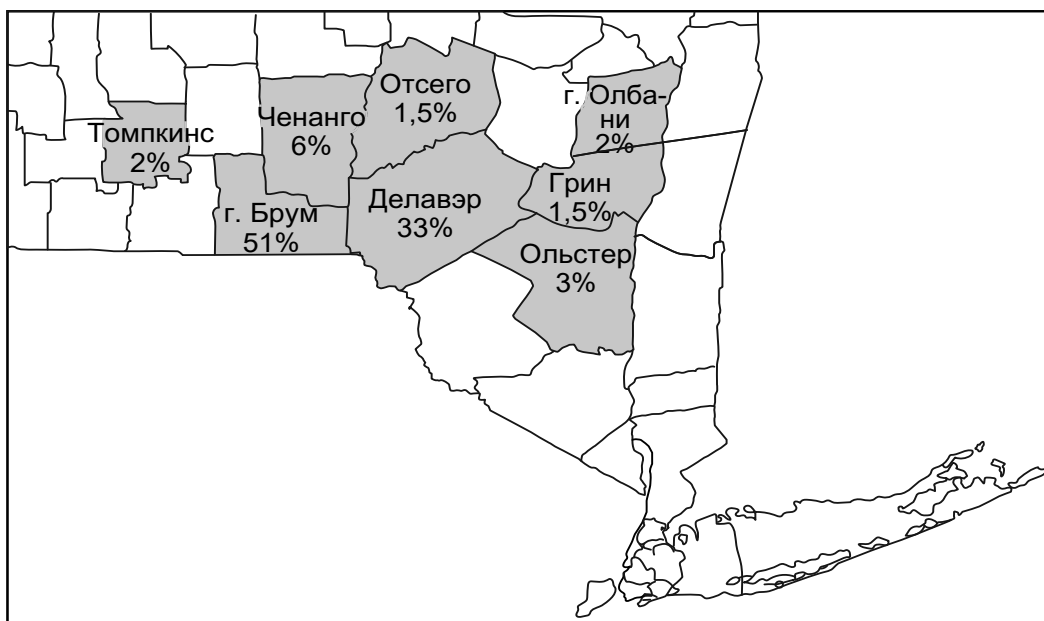 Отсего
1,5%
г. Олба-
ни
2%
Ченанго
6%
Томпкинс
2%
Грин
1,5%
Делавэр
33%
г. Брум
51%
Ольстер
3%